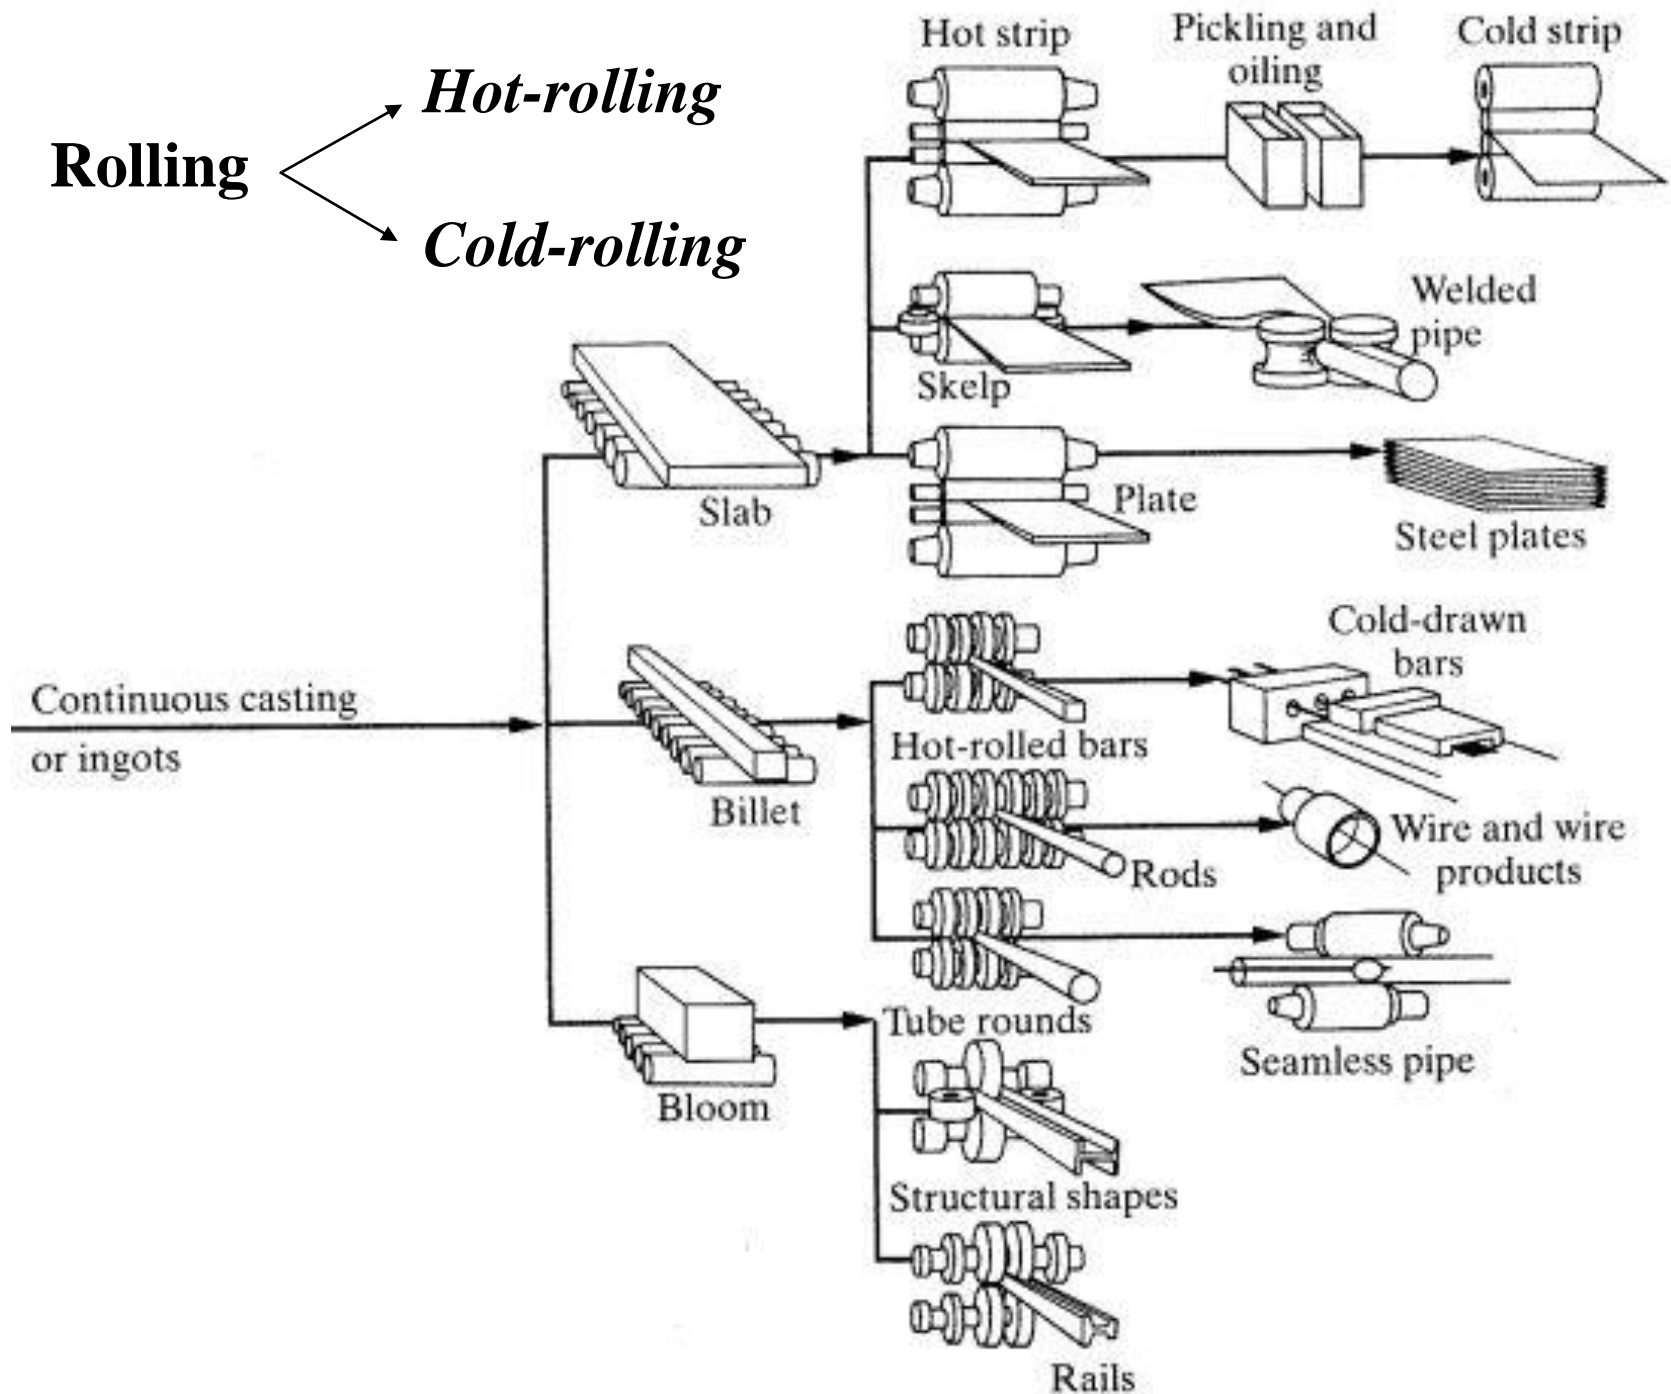 Rolling
Hot-rolling
Cold-rolling
Hot strip
Pickling and
oiling
Cold strip
Skelp
Welded
pipe
Slab
Plate
Steel plates
Continuous casting
or ingots
Billet
Hot-rolled bars
Cold-drawn
bars
Rods
Wire and wire
products
Tube rounds
Seamless pipe
Bloom
Structural shapes
Rails